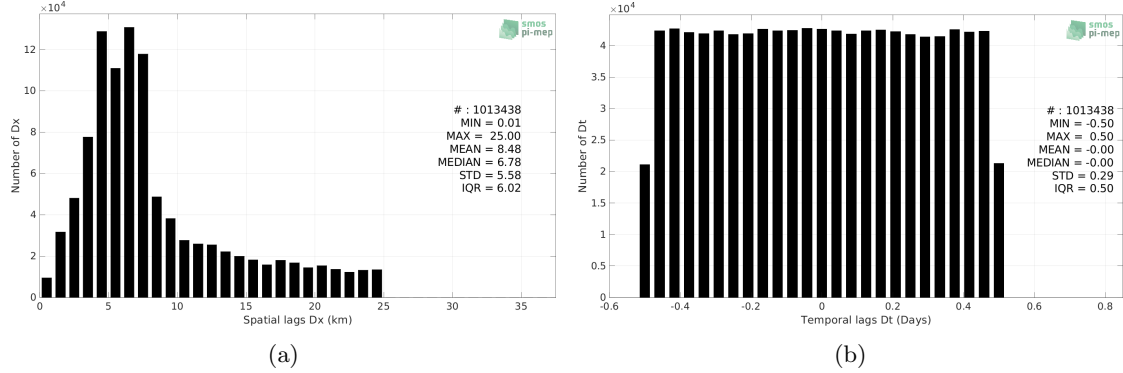 ×10⁴
12
10
8
6
4
2
0
0 5 10 15 20 25 30 35
Number of Dx
Spatial lags Dx (km)
smos
pi-mep
# : 1013438
MIN = 0.01
MAX = 25.00
MEAN = 8.48
MEDIAN = 6.78
STD = 5.58
IQR = 6.02
(a)
×10⁴
4
3.5
3
2.5
2
1.5
1
0.5
0
-0.6 -0.4 -0.2 0 0.2 0.4 0.6 0.8
Number of Dt
Temporal lags Dt (Days)
smos
pi-mep
# : 1013438
MIN = -0.50
MAX = 0.50
MEAN = -0.00
MEDIAN = -0.00
STD = 0.29
IQR = 0.50
(b)